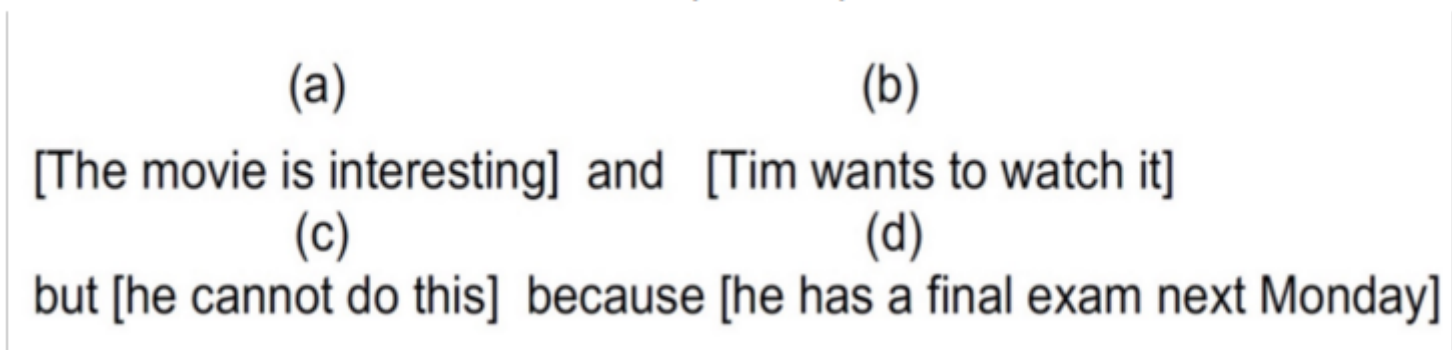 (a) (b)
[The movie is interesting] and [Tim wants to watch it]
(c) (d)
but [he cannot do this] because [he has a final exam next Monday]